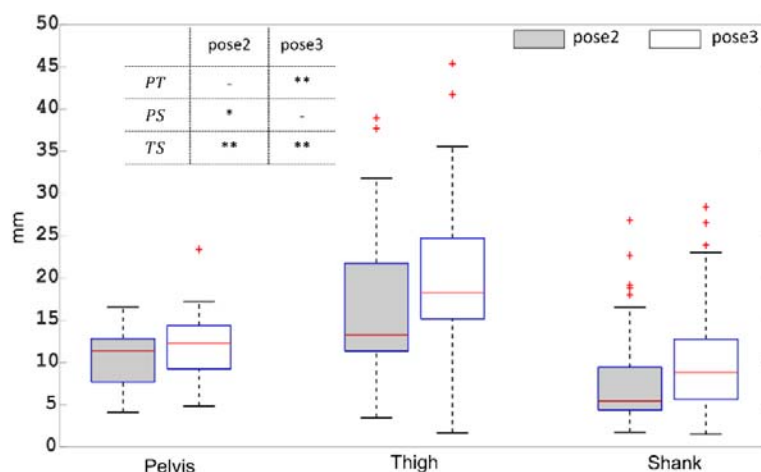 50
45
40
35
30
25
20
15
10
5
0
mm
pose2 pose3
PT - **
PS * -
TS ** **
pose2 pose3
Pelvis Thigh Shank